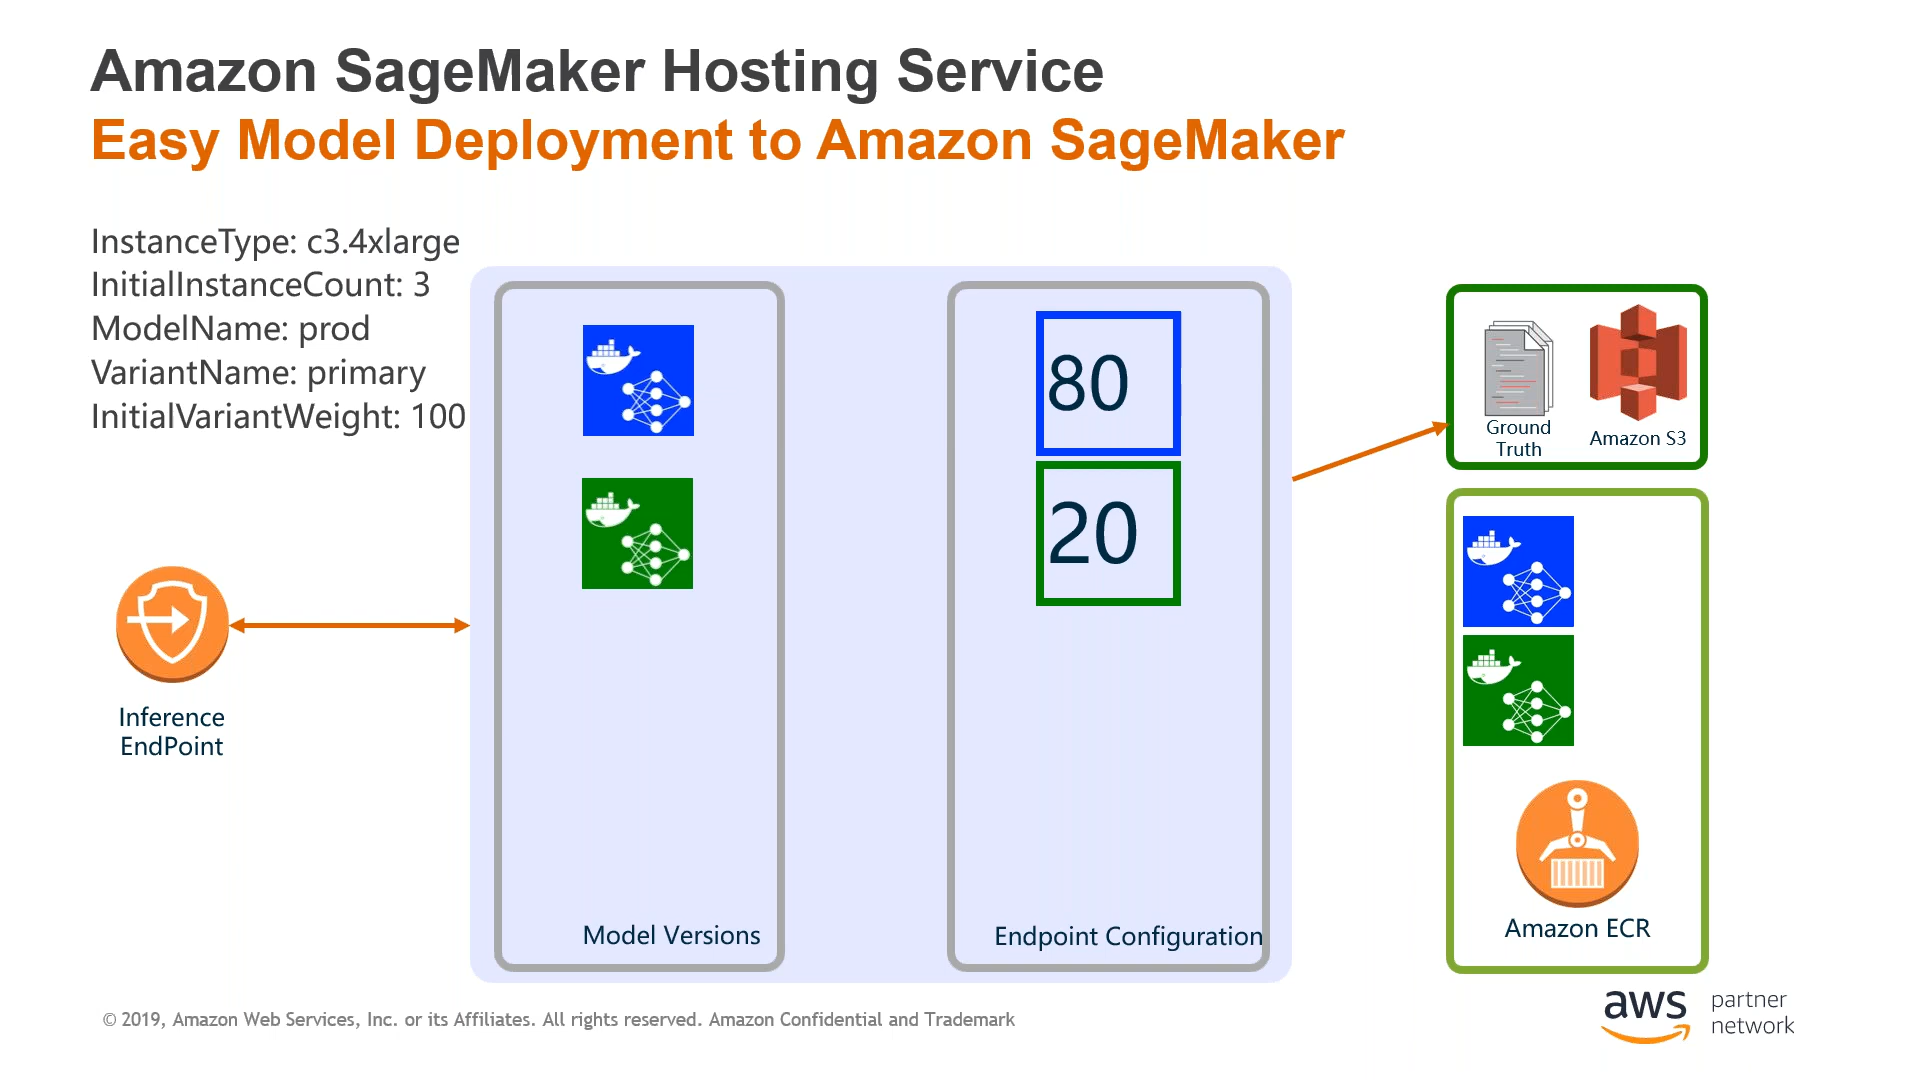 Amazon SageMaker Hosting Service
Easy Model Deployment to Amazon SageMaker
InstanceType: c3.4xlarge
InitialInstanceCount: 3
ModelName: prod
VariantName: primary
InitialVariantWeight: 100
80
20
Ground
Truth
Amazon S3
Inference
EndPoint
Model Versions
Endpoint Configuration
Amazon ECR
© 2019, Amazon Web Services, Inc. or its Affiliates. All rights reserved. Amazon Confidential and Trademark
aws partner
network